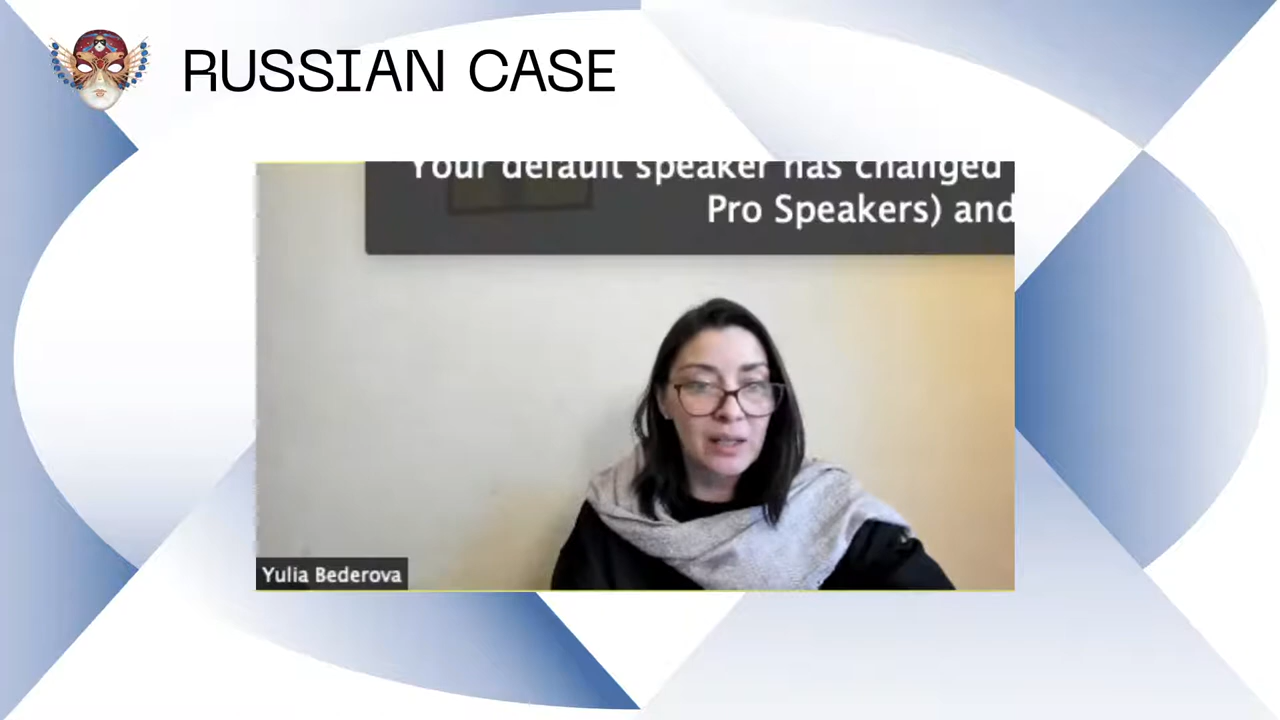 RUSSIAN CASE
Your default speaker has changed
Pro Speakers) and
Yulia Bederova